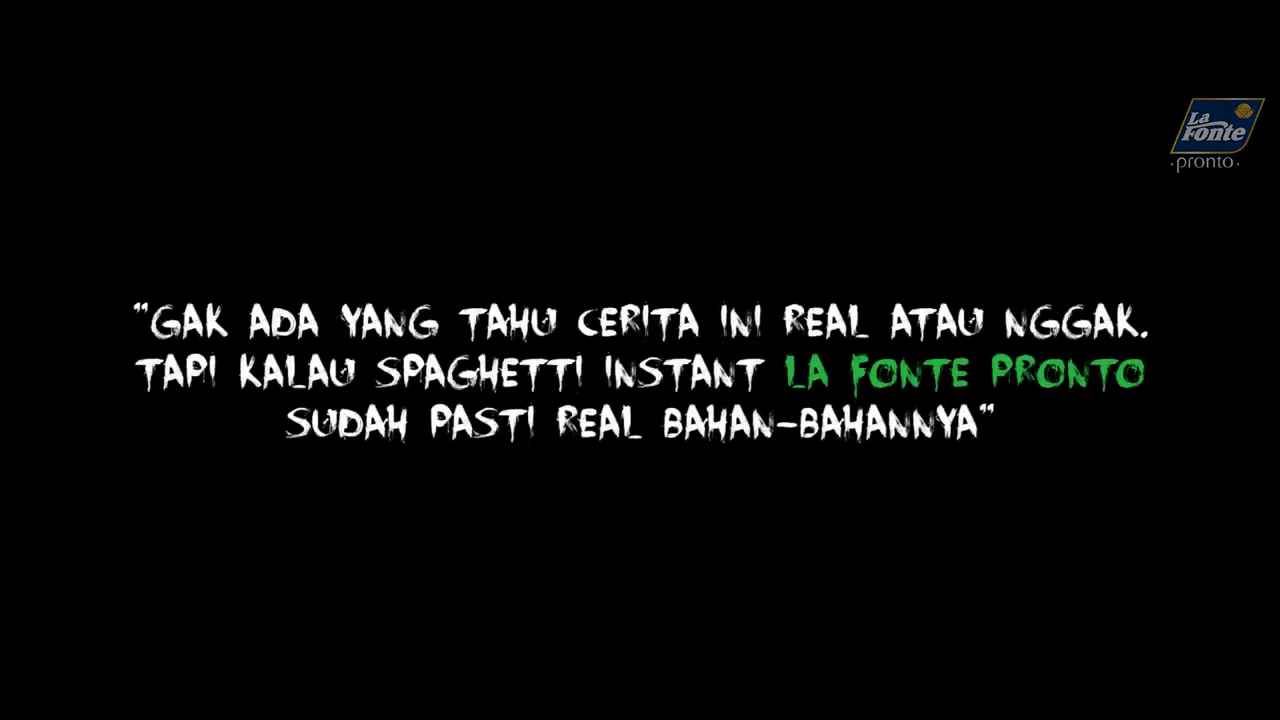 La
Fonte
·pronto·
"GAK ADA YANG TAHU CERITA INI REAL ATAU NGGAK.
TAPI KALAU SPAGHETTI INSTANT LA FONTE PRONTO
SUDAH PASTI REAL BAHAN-BAHANNYA"